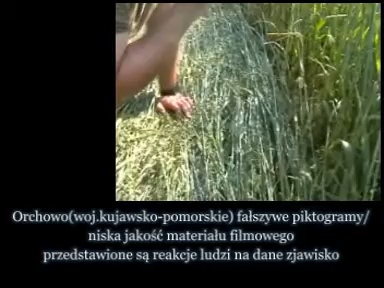 Orchowo(woj.kujawsko-pomorskie) fałszywe piktogramy/
niska jakość materiału filmowego
przedstawione są reakcje ludzi na dane zjawisko